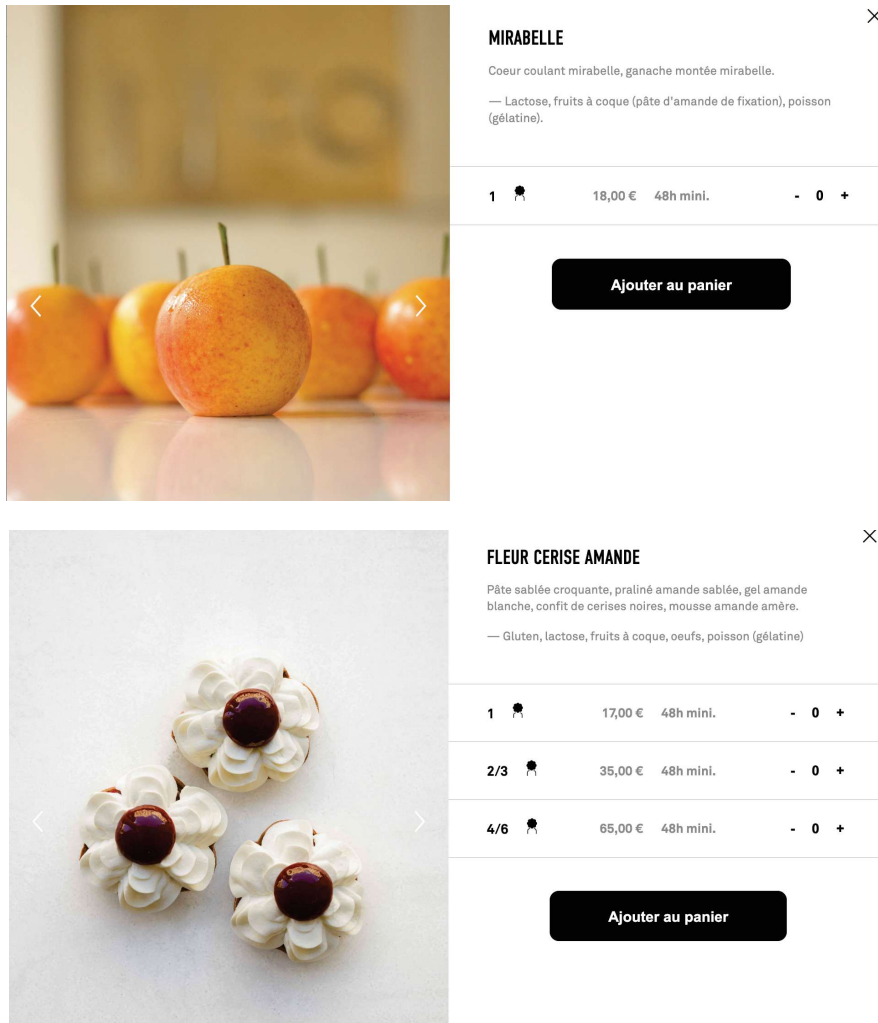 MIRABELLE
Coeur coulant mirabelle, ganache montée mirabelle.
— Lactose, fruits à coque (pâte d'amande de fixation), poisson
(gélatine).
1 18,00 € 48h mini. - 0 +
Ajouter au panier
FLEUR CERISE AMANDE
Pâte sablée croquante, praliné amande sablée, gel amande
blanche, confit de cerises noires, mousse amande amère.
— Gluten, lactose, fruits à coque, oeufs, poisson (gélatine)
1 17,00 € 48h mini. - 0 +
2/3 35,00 € 48h mini. - 0 +
4/6 65,00 € 48h mini. - 0 +
Ajouter au panier